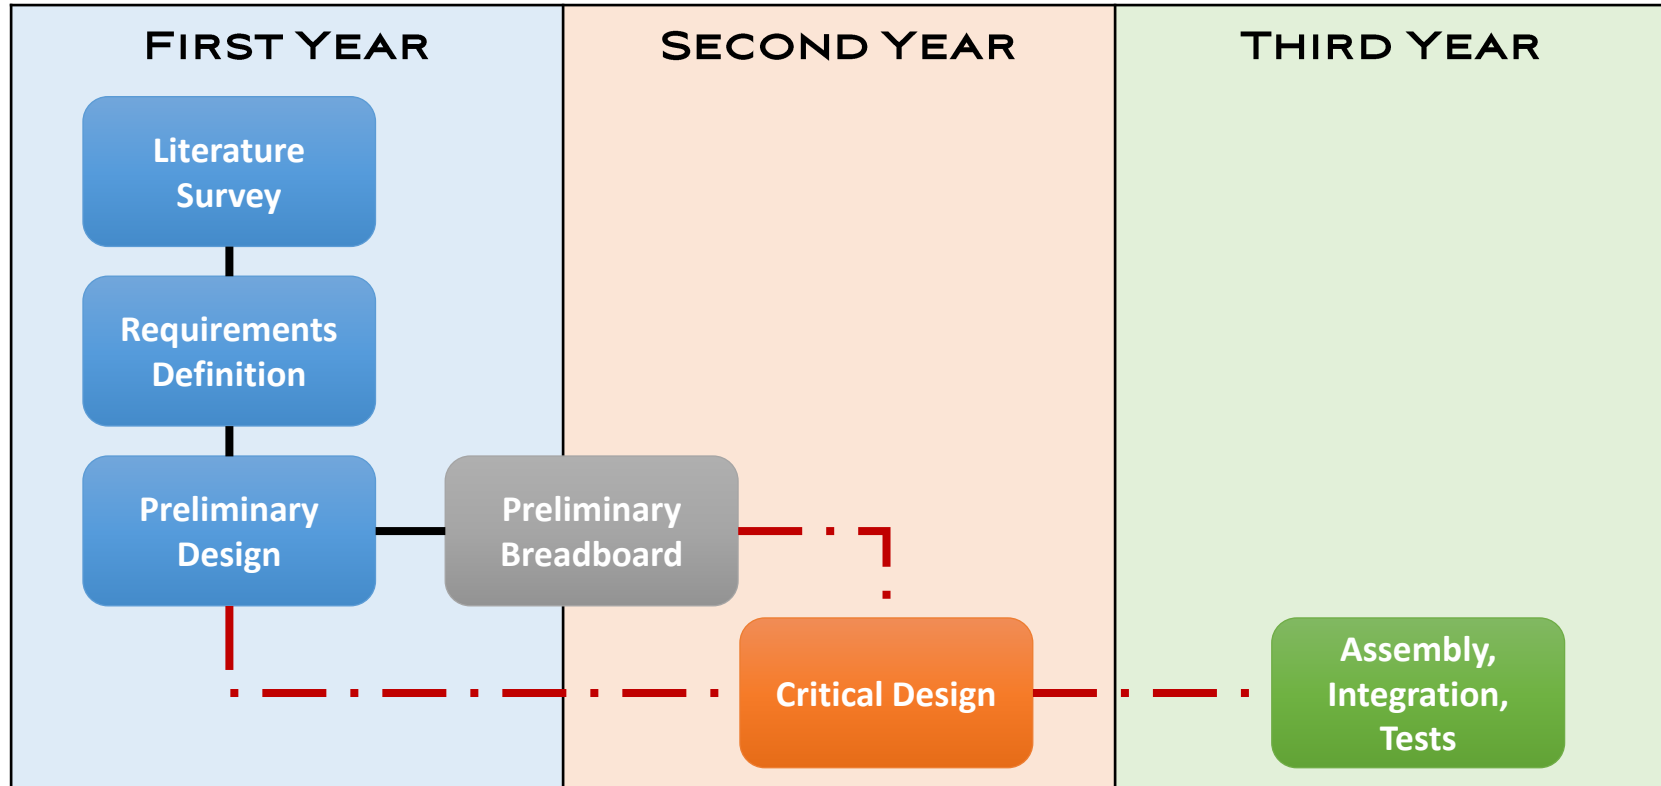 First Year
Second Year
Third Year
Literature
Survey
Requirements
Definition
Preliminary
Design
Preliminary
Breadboard
Critical Design
Assembly,
Integration,
Tests